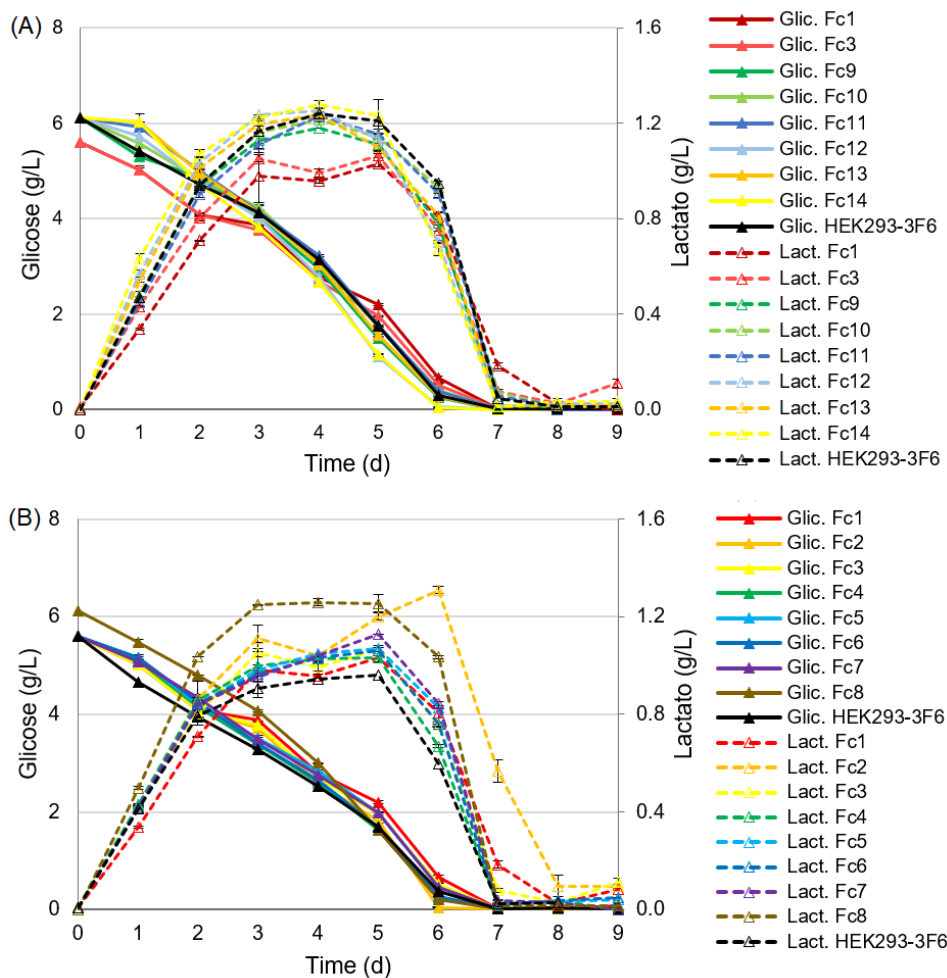 (A)
8
6
4
2
0
Glicose (g/L)
0
1
2
3
4
5
6
7
8
9
Time (d)
1.6
1.2
0.8
0.4
0.0
Lactato (g/L)
Glic. Fc1
Glic. Fc3
Glic. Fc9
Glic. Fc10
Glic. Fc11
Glic. Fc12
Glic. Fc13
Glic. Fc14
Glic. HEK293-3F6
Lact. Fc1
Lact. Fc3
Lact. Fc9
Lact. Fc10
Lact. Fc11
Lact. Fc12
Lact. Fc13
Lact. Fc14
Lact. HEK293-3F6
(B)
8
6
4
2
0
Glicose (g/L)
0
1
2
3
4
5
6
7
8
9
Time (d)
1.6
1.2
0.8
0.4
0.0
Lactato (g/L)
Glic. Fc1
Glic. Fc2
Glic. Fc3
Glic. Fc4
Glic. Fc5
Glic. Fc6
Glic. Fc7
Glic. Fc8
Glic. HEK293-3F6
Lact. Fc1
Lact. Fc2
Lact. Fc3
Lact. Fc4
Lact. Fc5
Lact. Fc6
Lact. Fc7
Lact. Fc8
Lact. HEK293-3F6